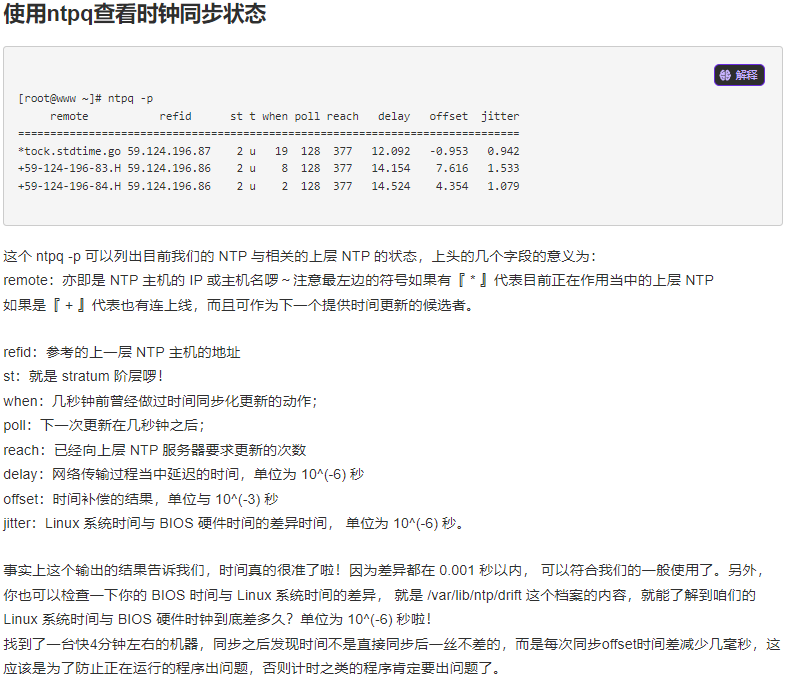 使用ntpq查看时钟同步状态
解释
[root@www ~]# ntpq -p
     remote           refid      st t when poll reach   delay   offset  jitter
==============================================================================
*tock.stdtime.go 59.124.196.87    2 u   19  128  377   12.092   -0.953   0.942
+59-124-196-83.H 59.124.196.86    2 u    8  128  377   14.154    7.616   1.533
+59-124-196-84.H 59.124.196.86    2 u    2  128  377   14.524    4.354   1.079
这个 ntpq -p 可以列出目前我们的 NTP 与相关的上层 NTP 的状态，上头的几个字段的意义为：
remote：亦即是 NTP 主机的 IP 或主机名啰～注意最左边的符号如果有『 * 』代表目前正在作用当中的上层 NTP
如果是『 + 』代表也有连上线，而且可作为下一个提供时间更新的候选者。
refid：参考的上一层 NTP 主机的地址
st：就是 stratum 阶层啰！
when：几秒钟前曾经做过时间同步化更新的动作；
poll：下一次更新在几秒钟之后；
reach：已经向上层 NTP 服务器要求更新的次数
delay：网络传输过程当中延迟的时间，单位为 10^(-6) 秒
offset：时间补偿的结果，单位与 10^(-3) 秒
jitter：Linux 系统时间与 BIOS 硬件时间的差异时间， 单位为 10^(-6) 秒。
事实上这个输出的结果告诉我们，时间真的很准了啦！因为差异都在 0.001 秒以内， 可以符合我们的一般使用了。另外，
你也可以检查一下你的 BIOS 时间与 Linux 系统时间的差异， 就是 /var/lib/ntp/drift 这个档案的内容，就能了解到咱们的
Linux 系统时间与 BIOS 硬件时钟到底差多久？单位为 10^(-6) 秒啦！
找到了一台快4分钟左右的机器，同步之后发现时间不是直接同步后一丝不差的，而是每次同步offset时间差减少几毫秒，这
应该是为了防止正在运行的程序出问题，否则计时之类的程序肯定要出问题了。